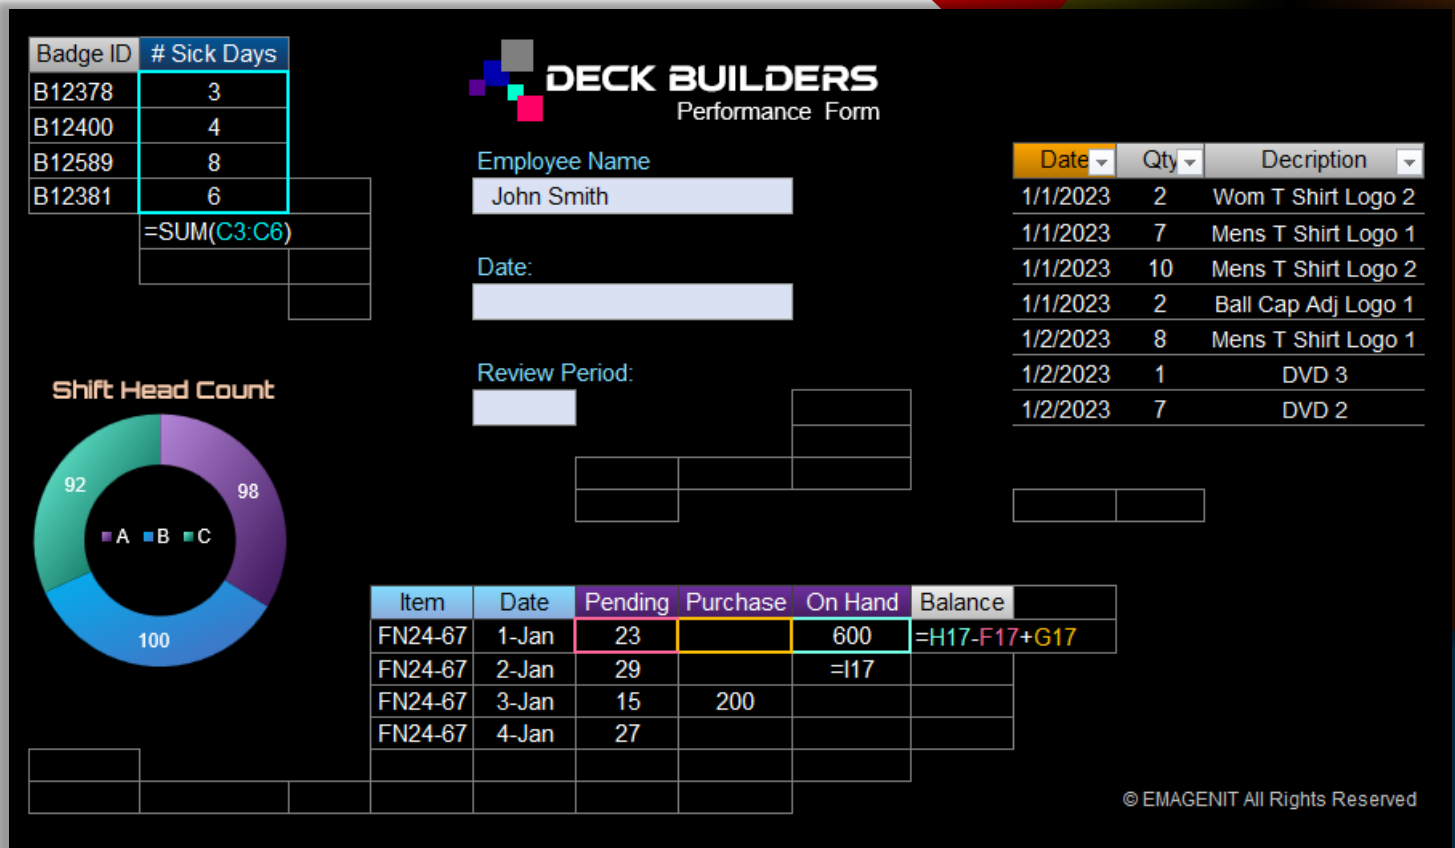 Badge ID # Sick Days
B12378 3
B12400 4
B12589 8
B12381 6
=SUM(C3:C6)
DECK BUILDERS
Performance Form
Employee Name
John Smith
Date:
Review Period:
Date Qty Decription
1/1/2023 2 Wom T Shirt Logo 2
1/1/2023 7 Mens T Shirt Logo 1
1/1/2023 10 Mens T Shirt Logo 2
1/1/2023 2 Ball Cap Adj Logo 1
1/2/2023 8 Mens T Shirt Logo 1
1/2/2023 1 DVD 3
1/2/2023 7 DVD 2
Shift Head Count
92
98
A B C
100
Item Date Pending Purchase On Hand Balance
FN24-67 1-Jan 23 600 =H17-F17+G17
FN24-67 2-Jan 29 =I17
FN24-67 3-Jan 15 200
FN24-67 4-Jan 27
© EMAGENIT All Rights Reserved